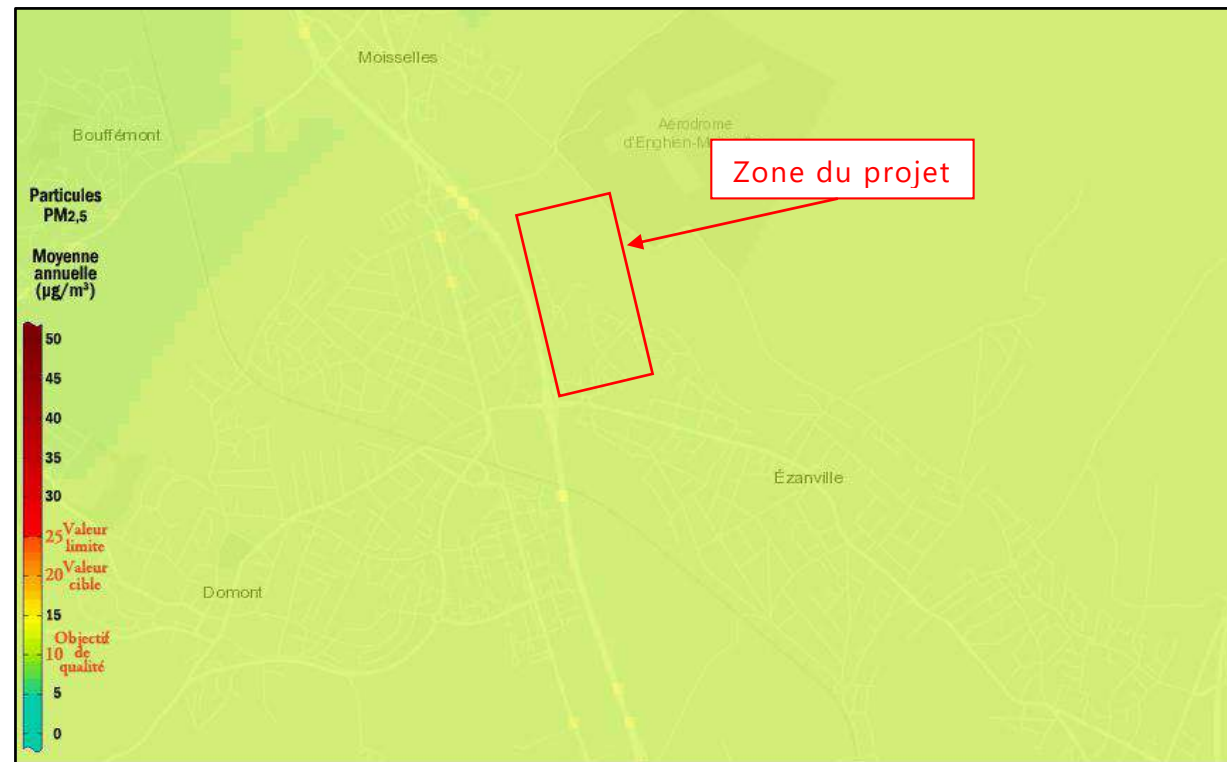 Moisselles
Bouffémont
Aérodrome
d'Enghien-M
Zone du projet
Particules
PM2,5
Moyenne
annuelle
(µg/m³)
50
45
40
35
30
25 Valeur
limite
20 Valeur
cible
15
Objectif
10 de
qualité
5
0
Ézanville
Domont